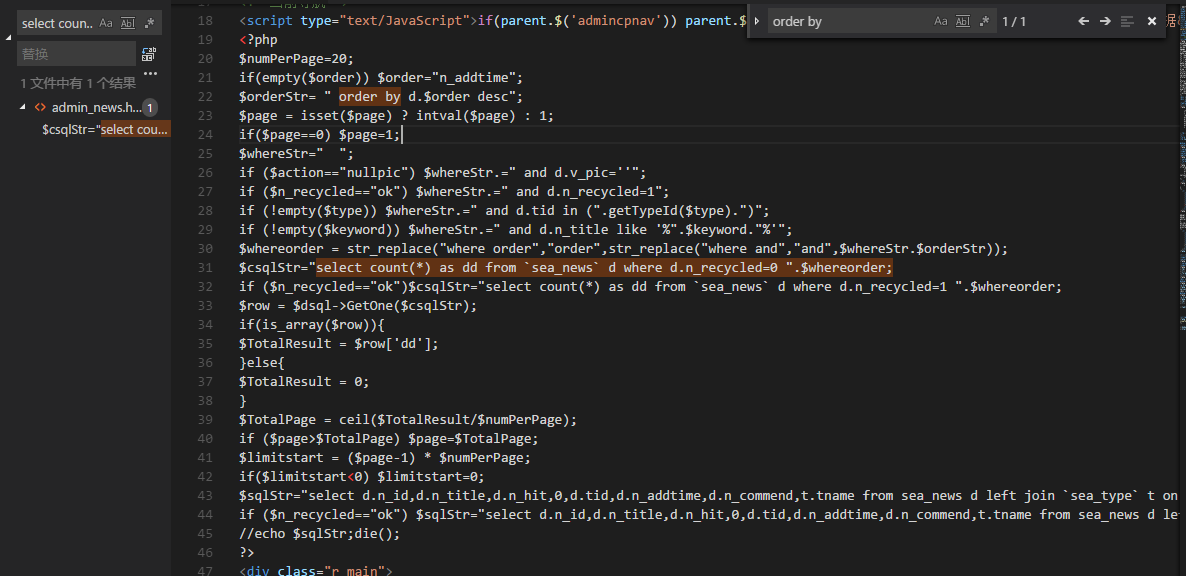 select coun..
Aa
Abl
.*
替换
1 文件中有 1 个结果
admin_news.h... 1
$csqlStr="select cou...
order by
Aa
Abl
.*
1 / 1
18 <script type="text/JavaScript">if(parent.$('admincpnav')) parent.$
19 <?php
20 $numPerPage=20;
21 if(empty($order)) $order="n_addtime";
22 $orderStr= " order by d.$order desc";
23 $page = isset($page) ? intval($page) : 1;
24 if($page==0) $page=1;
25 $whereStr="  ";
26 if ($action=="nullpic") $whereStr.=" and d.v_pic=''";
27 if ($n_recycled=="ok") $whereStr.=" and d.n_recycled=1";
28 if (!empty($type)) $whereStr.=" and d.tid in (".getTypeId($type).")";
29 if (!empty($keyword)) $whereStr.=" and d.n_title like '%".$keyword."%'";
30 $whereorder = str_replace("where order","order",str_replace("where and","and",$whereStr.$orderStr));
31 $csqlStr="select count(*) as dd from `sea_news` d where d.n_recycled=0 ".$whereorder;
32 if ($n_recycled=="ok")$csqlStr="select count(*) as dd from `sea_news` d where d.n_recycled=1 ".$whereorder;
33 $row = $dsql->GetOne($csqlStr);
34 if(is_array($row)){
35 $TotalResult = $row['dd'];
36 }else{
37 $TotalResult = 0;
38 }
39 $TotalPage = ceil($TotalResult/$numPerPage);
40 if ($page>$TotalPage) $page=$TotalPage;
41 $limitstart = ($page-1) * $numPerPage;
42 if($limitstart<0) $limitstart=0;
43 $sqlStr="select d.n_id,d.n_title,d.n_hit,0,d.tid,d.n_addtime,d.n_commend,t.tname from sea_news d left join `sea_type` t on
44 if ($n_recycled=="ok") $sqlStr="select d.n_id,d.n_title,d.n_hit,0,d.tid,d.n_addtime,d.n_commend,t.tname from sea_news d le
45 //echo $sqlStr;die();
46 ?>
47 <div class="r_main">